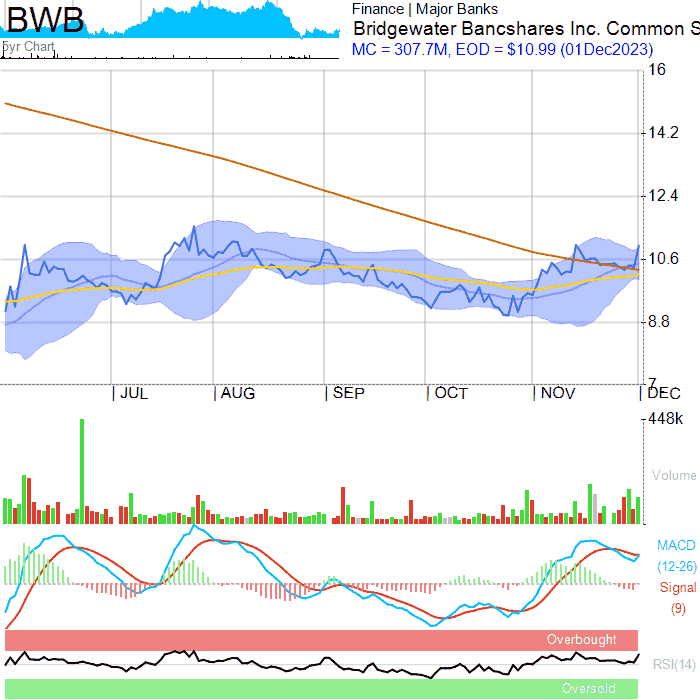 BWB
5yr Chart
Finance | Major Banks
Bridgewater Bancshares Inc. Common S
MC = 307.7M, EOD = $10.99 (01Dec2023)
16
14.2
12.4
10.6
8.8
7
JUL AUG SEP OCT NOV DEC
448k
Volume
MACD
(12-26)
Signal
(9)
Overbought
RSI(14)
Oversold